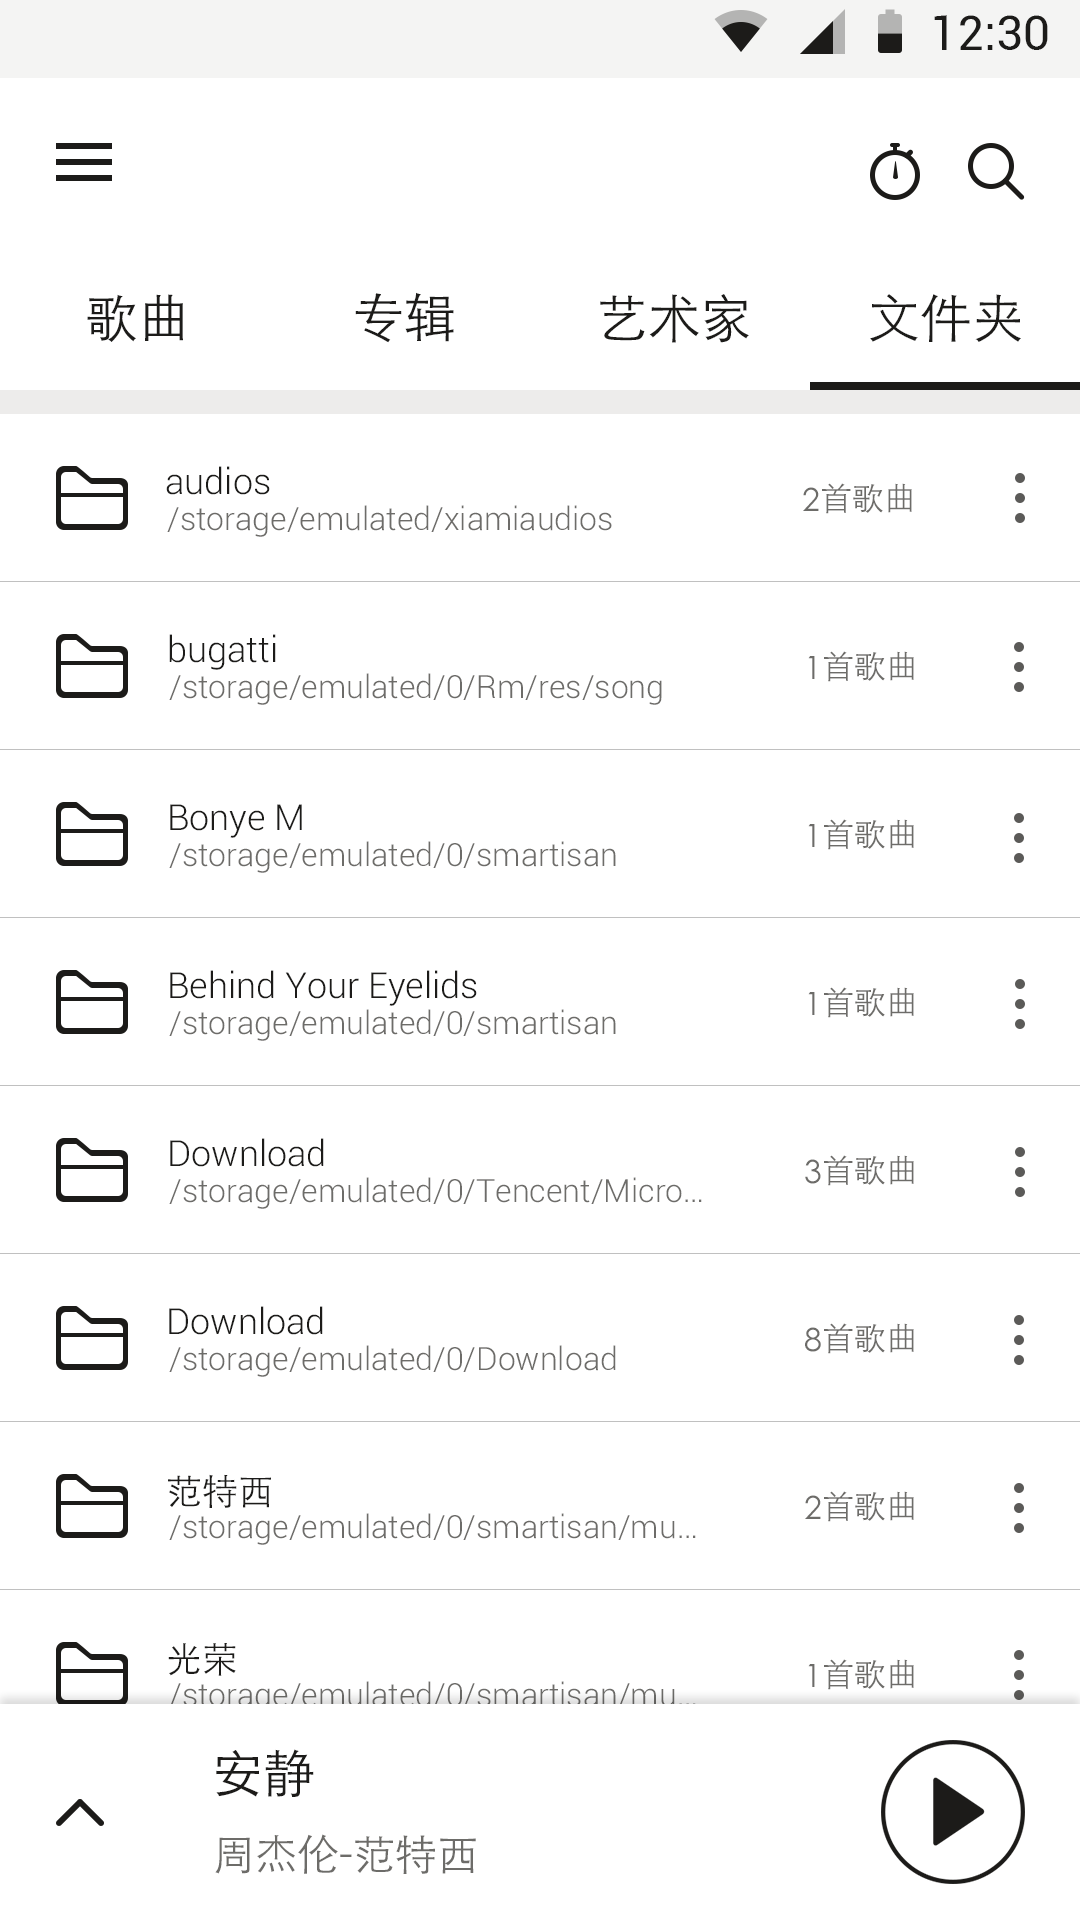 12:30
歌曲 专辑 艺术家 文件夹
audios
/storage/emulated/xiamiaudios
2首歌曲
bugatti
/storage/emulated/0/Rm/res/song
1首歌曲
Bonye M
/storage/emulated/0/smartisan
1首歌曲
Behind Your Eyelids
/storage/emulated/0/smartisan
1首歌曲
Download
/storage/emulated/0/Tencent/Micro...
3首歌曲
Download
/storage/emulated/0/Download
8首歌曲
范特西
/storage/emulated/0/smartisan/mu...
2首歌曲
光荣
/storage/emulated/0/smartisan/mu...
1首歌曲
安静
周杰伦-范特西